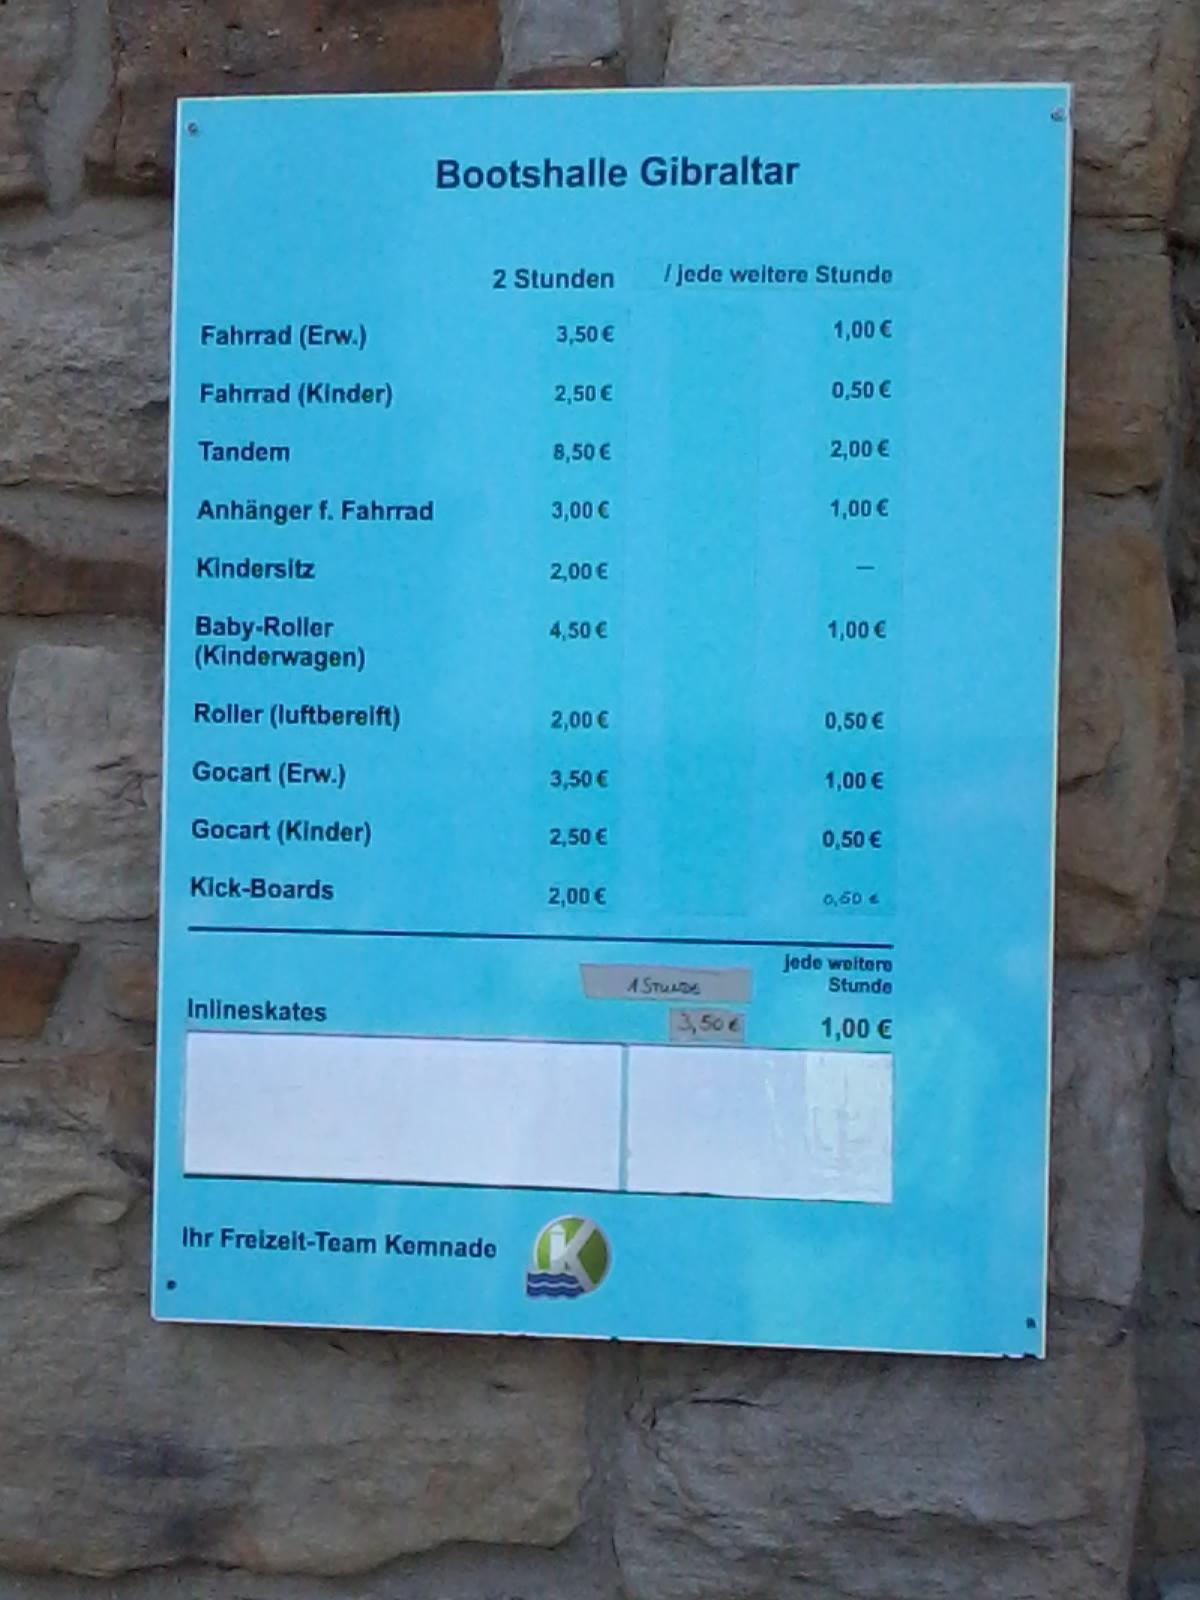 Bootshalle Gibraltar
2 Stunden / jede weitere Stunde
Fahrrad (Erw.) 3,50 € 1,00 €
Fahrrad (Kinder) 2,50 € 0,50 €
Tandem 8,50 € 2,00 €
Anhänger f. Fahrrad 3,00 € 1,00 €
Kindersitz 2,00 € —
Baby-Roller 4,50 € 1,00 €
(Kinderwagen)
Roller (luftbereift) 2,00 € 0,50 €
Gocart (Erw.) 3,50 € 1,00 €
Gocart (Kinder) 2,50 € 0,50 €
Kick-Boards 2,00 € 0,50 €
jede weitere
1 Stunde Stunde
Inlineskates 3,50 € 1,00 €
Ihr Freizeit-Team Kemnade
K